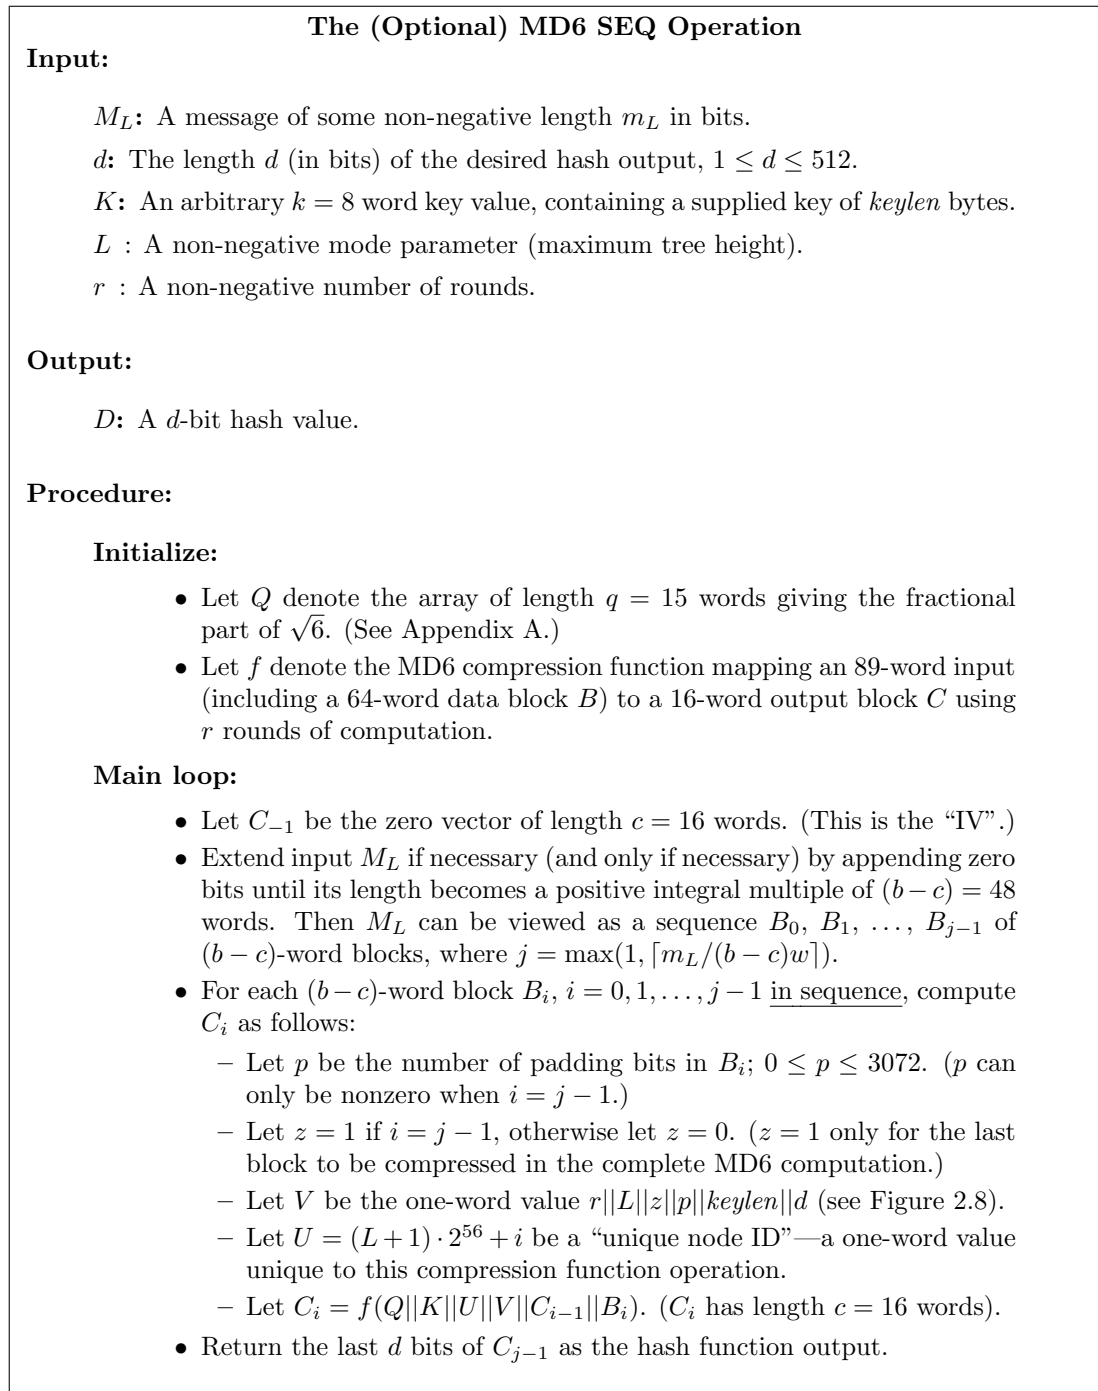 The (Optional) MD6 SEQ Operation
Input:
M_L: A message of some non-negative length m_L in bits.
d: The length d (in bits) of the desired hash output, 1 ≤ d ≤ 512.
K: An arbitrary k = 8 word key value, containing a supplied key of keylen bytes.
L : A non-negative mode parameter (maximum tree height).
r : A non-negative number of rounds.
Output:
D: A d-bit hash value.
Procedure:
Initialize:
• Let Q denote the array of length q = 15 words giving the fractional
part of √6. (See Appendix A.)
• Let f denote the MD6 compression function mapping an 89-word input
(including a 64-word data block B) to a 16-word output block C using
r rounds of computation.
Main loop:
• Let C_{−1} be the zero vector of length c = 16 words. (This is the “IV”.)
• Extend input M_L if necessary (and only if necessary) by appending zero
bits until its length becomes a positive integral multiple of (b − c) = 48
words. Then M_L can be viewed as a sequence B_0, B_1, …, B_{j−1} of
(b − c)-word blocks, where j = max(1, ⌈m_L/(b − c)w⌉).
• For each (b − c)-word block B_i, i = 0, 1, …, j − 1 in sequence, compute
C_i as follows:
– Let p be the number of padding bits in B_i; 0 ≤ p ≤ 3072. (p can
only be nonzero when i = j − 1.)
– Let z = 1 if i = j − 1, otherwise let z = 0. (z = 1 only for the last
block to be compressed in the complete MD6 computation.)
– Let V be the one-word value r||L||z||p||keylen||d (see Figure 2.8).
– Let U = (L + 1) · 2^{56} + i be a “unique node ID”—a one-word value
unique to this compression function operation.
– Let C_i = f(Q||K||U||V||C_{i−1}||B_i). (C_i has length c = 16 words).
• Return the last d bits of C_{j−1} as the hash function output.